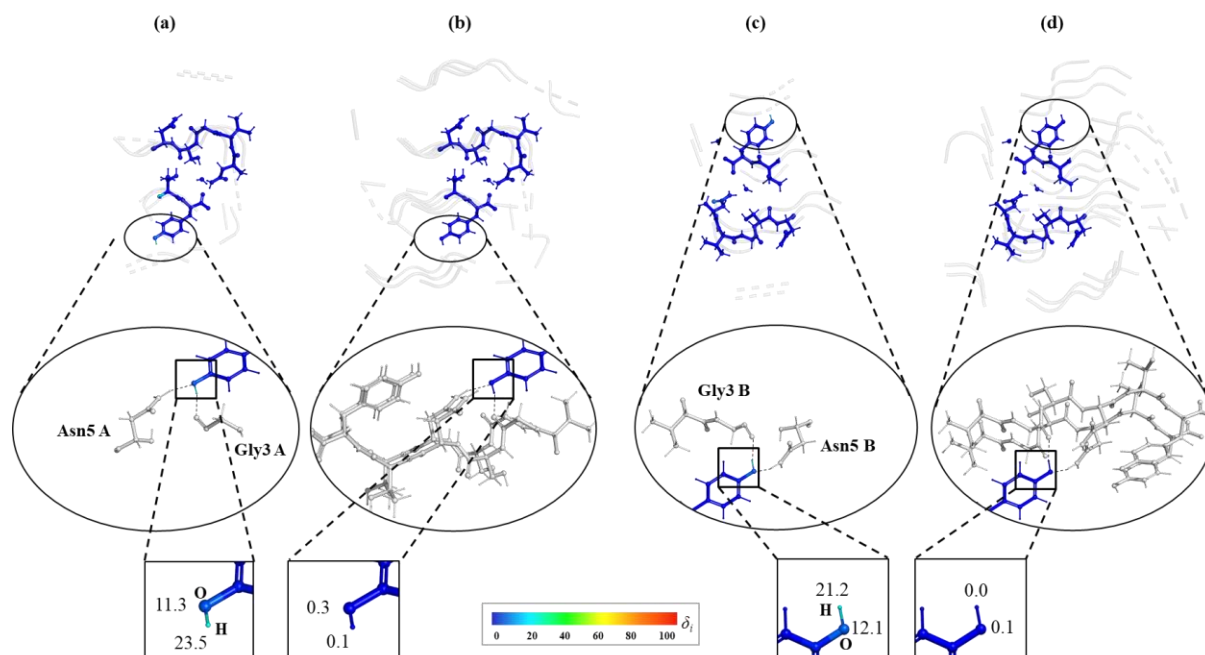 (a)
(b)
(c)
(d)
Asn5 A
Gly3 A
Gly3 B
Asn5 B
11.3
O
H
23.5
0.3
0.1
0 20 40 60 80 100
δi
21.2
H
12.1
O
0.0
0.1